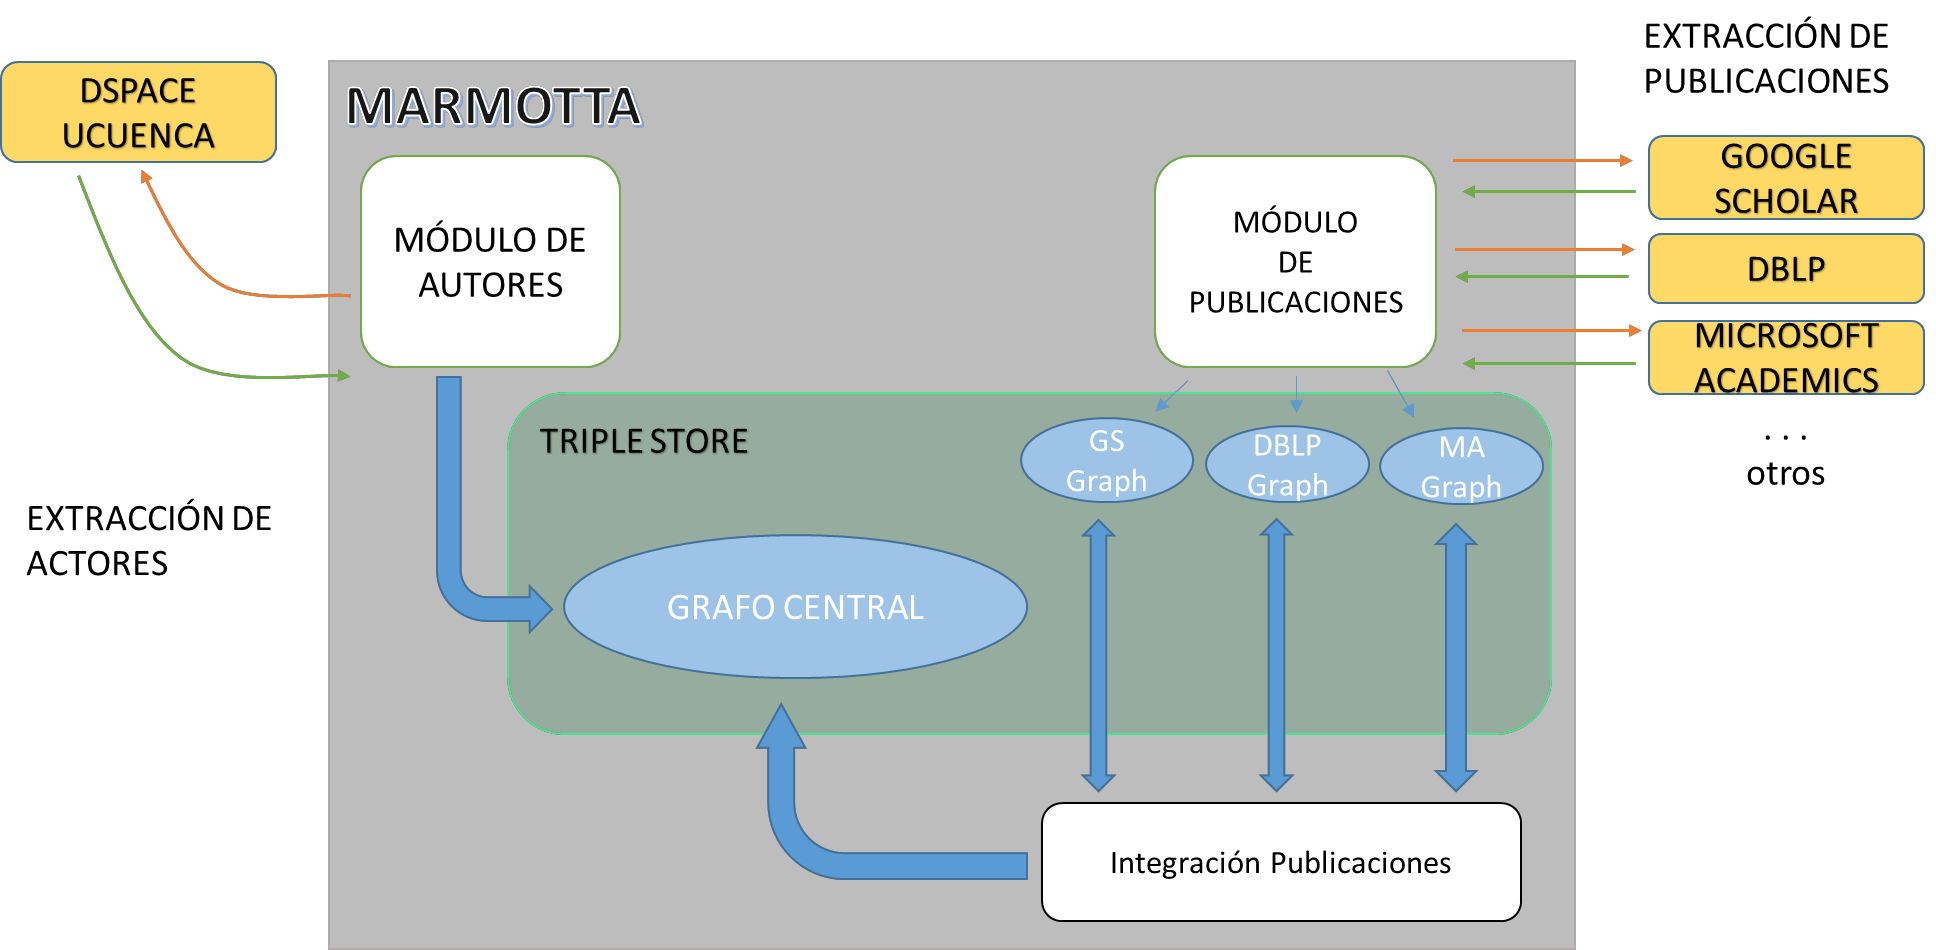 EXTRACCIÓN DE
PUBLICACIONES
DSPACE
UCUENCA
MARMOTTA
MÓDULO DE
AUTORES
MÓDULO
DE
PUBLICACIONES
GOOGLE
SCHOLAR
DBLP
MICROSOFT
ACADEMICS
. . .
otros
TRIPLE STORE
GS
Graph
DBLP
Graph
MA
Graph
EXTRACCIÓN DE
ACTORES
GRAFO CENTRAL
Integración Publicaciones